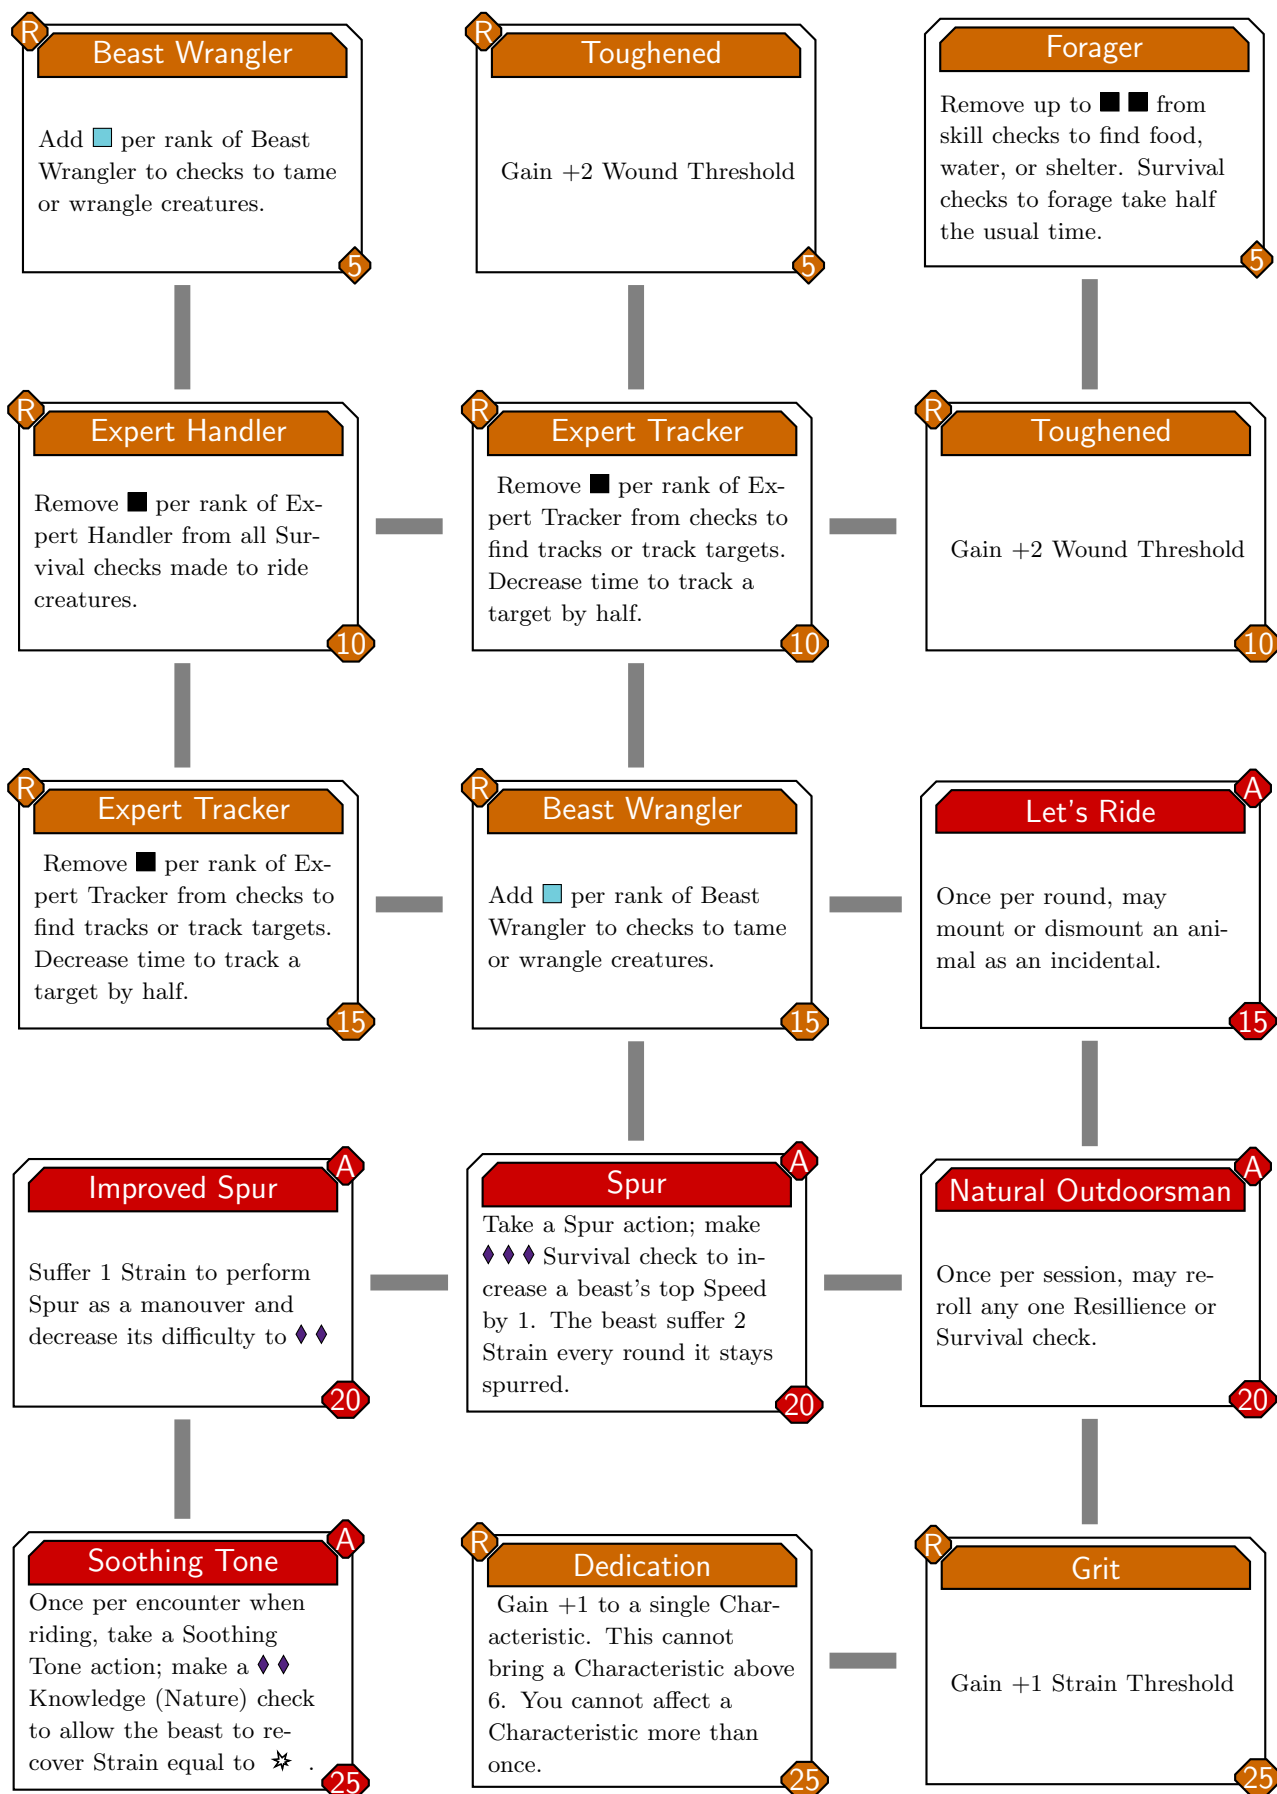 R
Beast Wrangler
Add per rank of Beast
Wrangler to checks to tame
or wrangle creatures.
5
R
Toughened
Gain +2 Wound Threshold
5
Forager
Remove up to from
skill checks to find food,
water, or shelter. Survival
checks to forage take half
the usual time.
5
R
Expert Handler
Remove per rank of Ex-
pert Handler from all Sur-
vival checks made to ride
creatures.
10
R
Expert Tracker
Remove per rank of Ex-
pert Tracker from checks to
find tracks or track targets.
Decrease time to track a
target by half.
10
R
Toughened
Gain +2 Wound Threshold
10
R
Expert Tracker
Remove per rank of Ex-
pert Tracker from checks to
find tracks or track targets.
Decrease time to track a
target by half.
15
R
Beast Wrangler
Add per rank of Beast
Wrangler to checks to tame
or wrangle creatures.
15
A
Let's Ride
Once per round, may
mount or dismount an ani-
mal as an incidental.
15
A
Improved Spur
Suffer 1 Strain to perform
Spur as a manouver and
decrease its difficulty to
20
A
Spur
Take a Spur action; make
Survival check to in-
crease a beast's top Speed
by 1. The beast suffer 2
Strain every round it stays
spurred.
20
A
Natural Outdoorsman
Once per session, may re-
roll any one Resillience or
Survival check.
20
A
Soothing Tone
Once per encounter when
riding, take a Soothing
Tone action; make a
Knowledge (Nature) check
to allow the beast to re-
cover Strain equal to .
25
R
Dedication
Gain +1 to a single Char-
acteristic. This cannot
bring a Characteristic above
6. You cannot affect a
Characteristic more than
once.
25
R
Grit
Gain +1 Strain Threshold
25